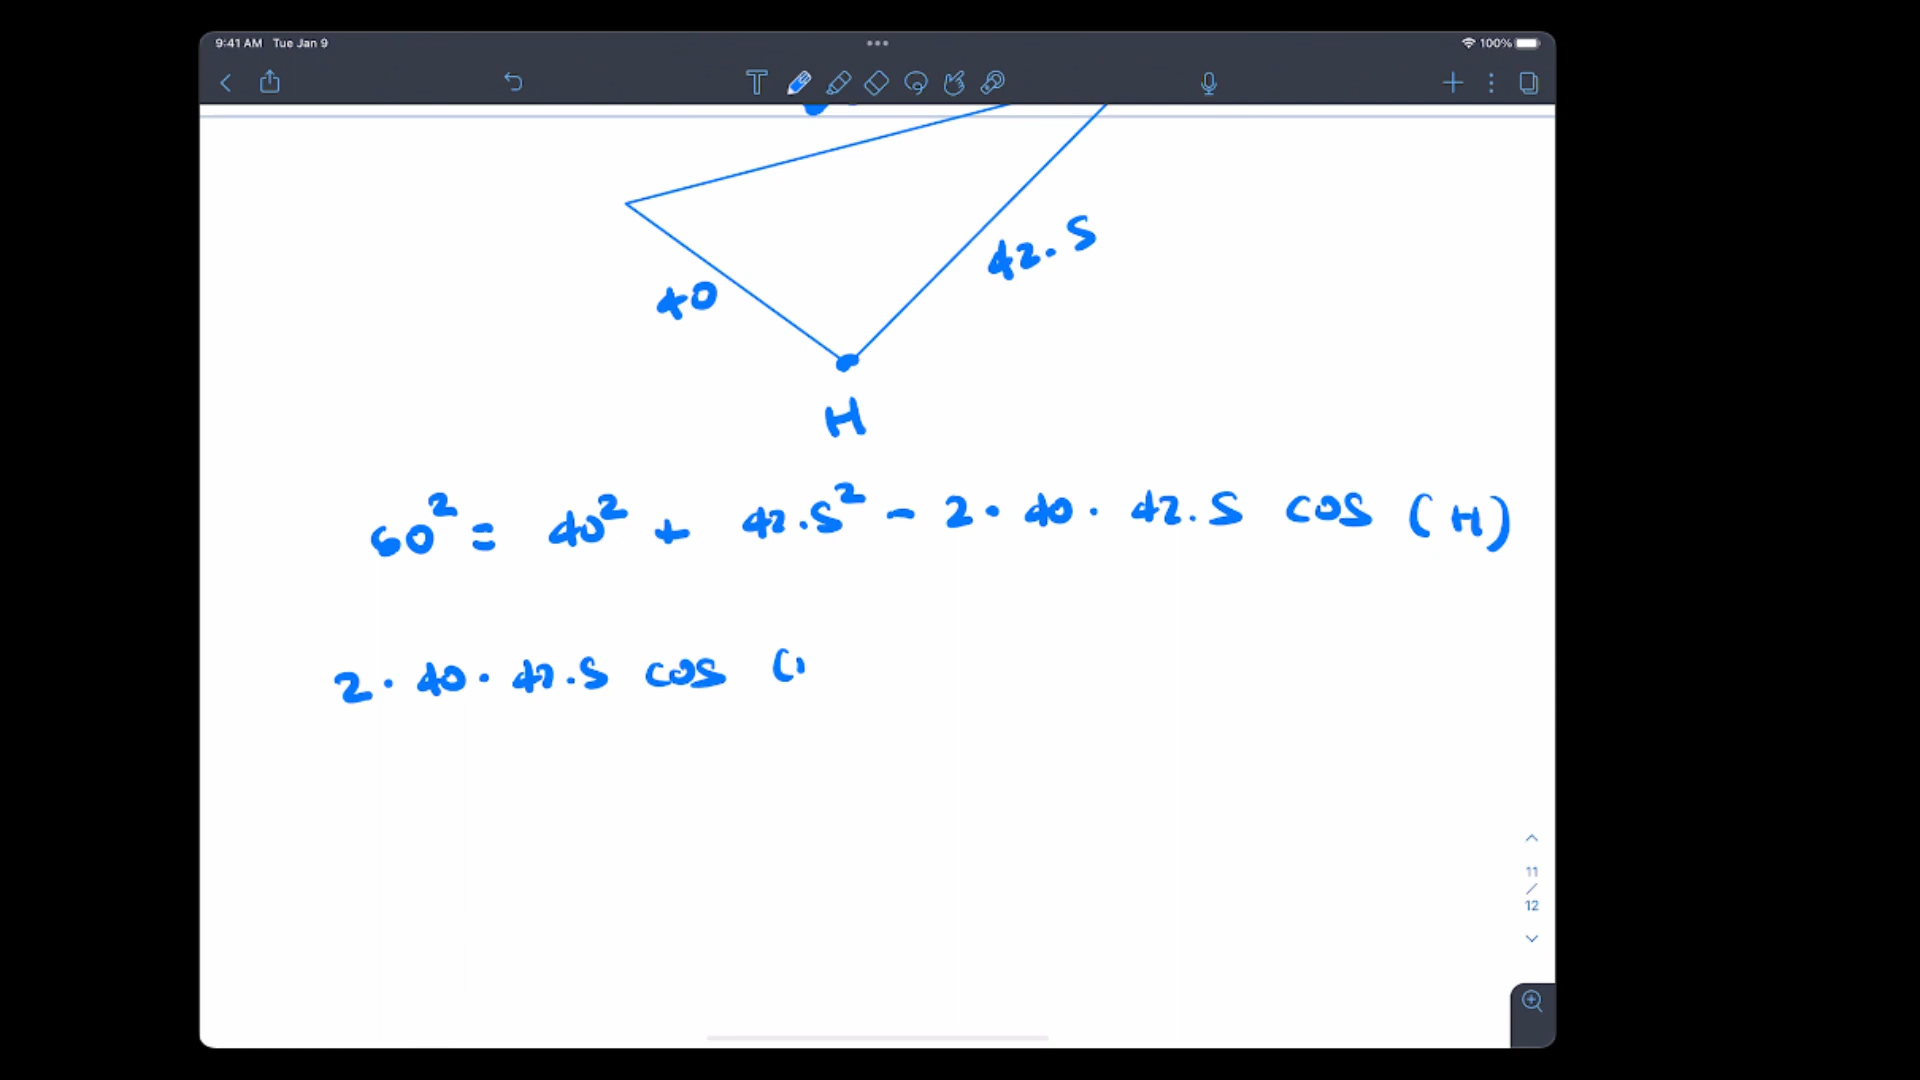 9:41 AM Tue Jan 9
100%
T
42.5
40
H
60² = 40² + 42.5² - 2 · 40 · 42.5 cos (H)
2 · 40 · 42.5 cos (
11
/
12